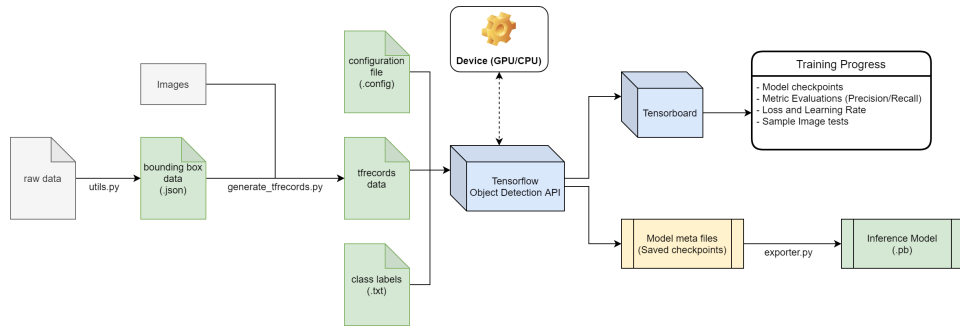 raw data
utils.py
Images
bounding box
data
(.json)
generate_tfrecords.py
configuration
file
(.config)
tfrecords
data
class labels
(.txt)
Device (GPU/CPU)
Tensorflow
Object Detection API
Tensorboard
Training Progress
- Model checkpoints
- Metric Evaluations (Precision/Recall)
- Loss and Learning Rate
- Sample Image tests
Model meta files
(Saved checkpoints)
exporter.py
Inference Model
(.pb)